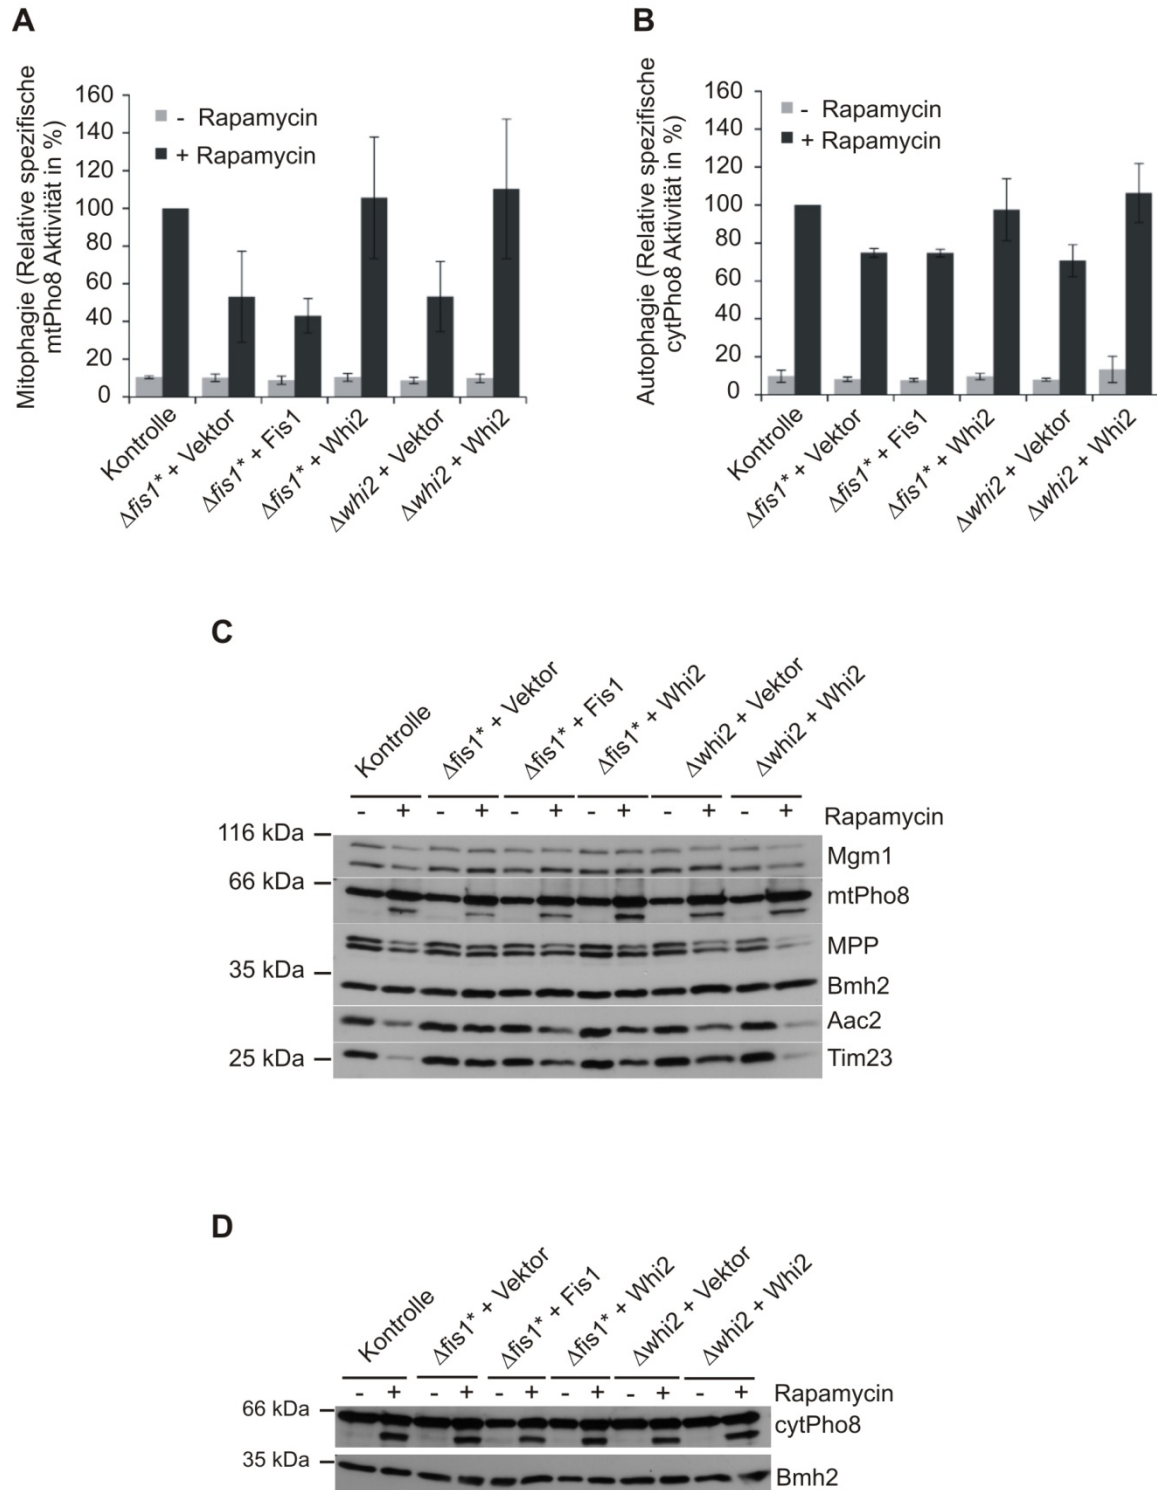 A
Mitophagie (Relative spezifische
mtPho8 Aktivität in %)
160
140
120
100
80
60
40
20
0
- Rapamycin
+ Rapamycin
Kontrolle
Δfis1* + Vektor
Δfis1* + Fis1
Δfis1* + Whi2
Δwhi2 + Vektor
Δwhi2 + Whi2
B
Autophagie (Relative spezifische
cytPho8 Aktivität in %)
160
140
120
100
80
60
40
20
0
- Rapamycin
+ Rapamycin
Kontrolle
Δfis1* + Vektor
Δfis1* + Fis1
Δfis1* + Whi2
Δwhi2 + Vektor
Δwhi2 + Whi2
C
Kontrolle
Δfis1* + Vektor
Δfis1* + Fis1
Δfis1* + Whi2
Δwhi2 + Vektor
Δwhi2 + Whi2
- + - + - + - + - + - + Rapamycin
116 kDa
Mgm1
66 kDa
mtPho8
MPP
35 kDa
Bmh2
Aac2
25 kDa
Tim23
D
Kontrolle
Δfis1* + Vektor
Δfis1* + Fis1
Δfis1* + Whi2
Δwhi2 + Vektor
Δwhi2 + Whi2
- + - + - + - + - + - + Rapamycin
66 kDa
cytPho8
35 kDa
Bmh2